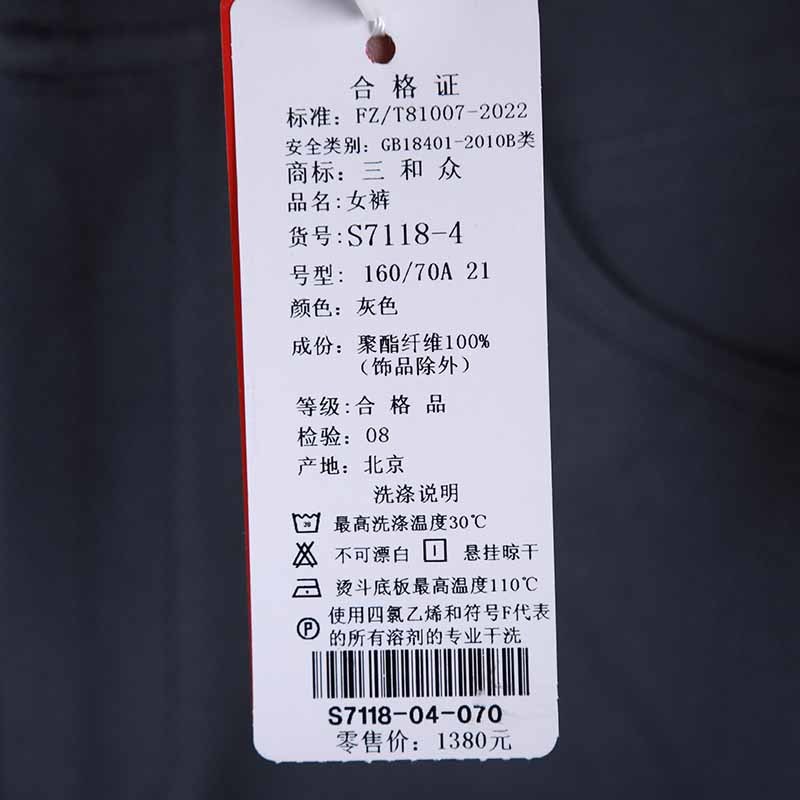 合格证
标准：FZ/T81007-2022
安全类别：GB18401-2010B类
商标：三和众
品名：女裤
货号：S7118-4
号型：160/70A 21
颜色：灰色
成份：聚酯纤维100%
（饰品除外）
等级：合格品
检验：08
产地：北京
洗涤说明
最高洗涤温度30℃
不可漂白 悬挂晾干
烫斗底板最高温度110℃
P 使用四氯乙烯和符号F代表
的所有溶剂的专业干洗
S7118-04-070
零售价：1380元